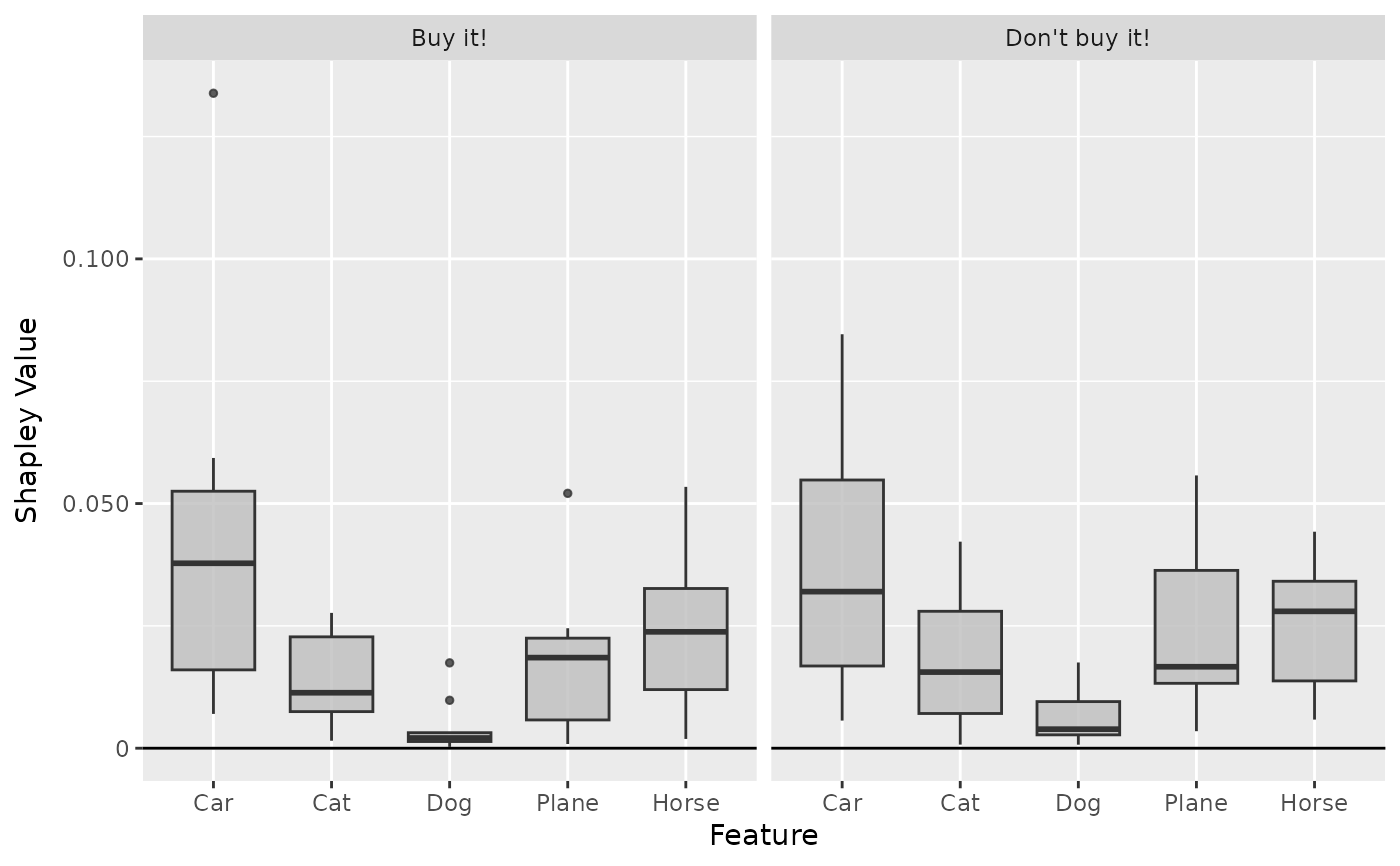 Buy it!
Don't buy it!
0.100
0.050
0
Shapley Value
Car Cat Dog Plane Horse
Car Cat Dog Plane Horse
Feature